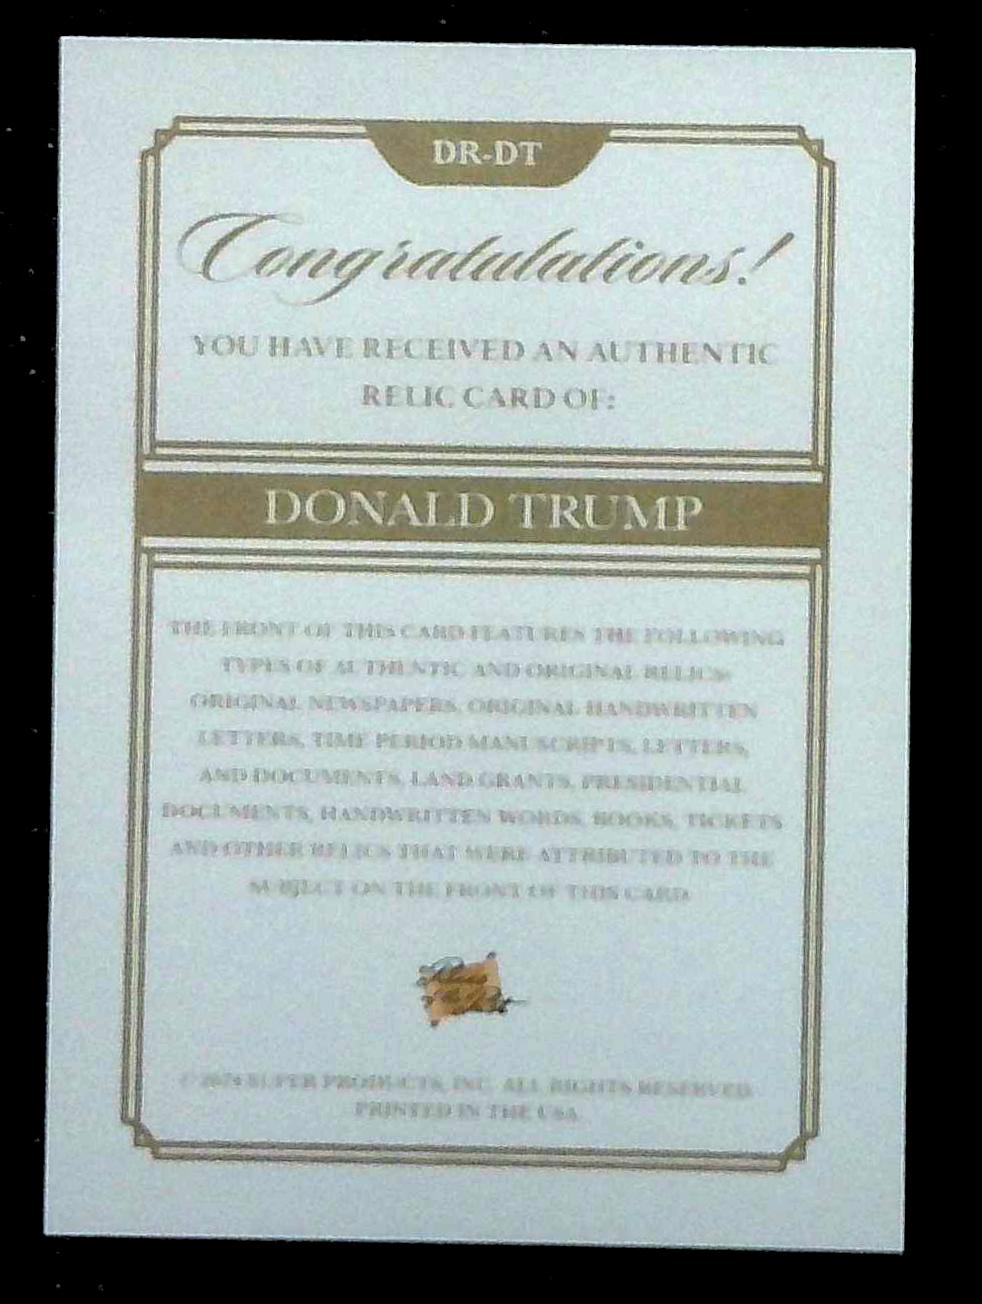 DR-DT
Congratulations!
YOU HAVE RECEIVED AN AUTHENTIC
RELIC CARD OF:
DONALD TRUMP
THE FRONT OF THIS CARD FEATURES THE FOLLOWING
TYPES OF AUTHENTIC AND ORIGINAL RELICS:
ORIGINAL NEWSPAPERS, ORIGINAL HANDWRITTEN
LETTERS, TIME PERIOD MANUSCRIPTS, LETTERS,
AND DOCUMENTS, LAND GRANTS, PRESIDENTIAL
DOCUMENTS, HANDWRITTEN WORDS, BOOKS, TICKETS
AND OTHER RELICS THAT WERE ATTRIBUTED TO THE
SUBJECT ON THE FRONT OF THIS CARD.
© 2024 SUPER PRODUCTS, INC. ALL RIGHTS RESERVED.
PRINTED IN THE USA.